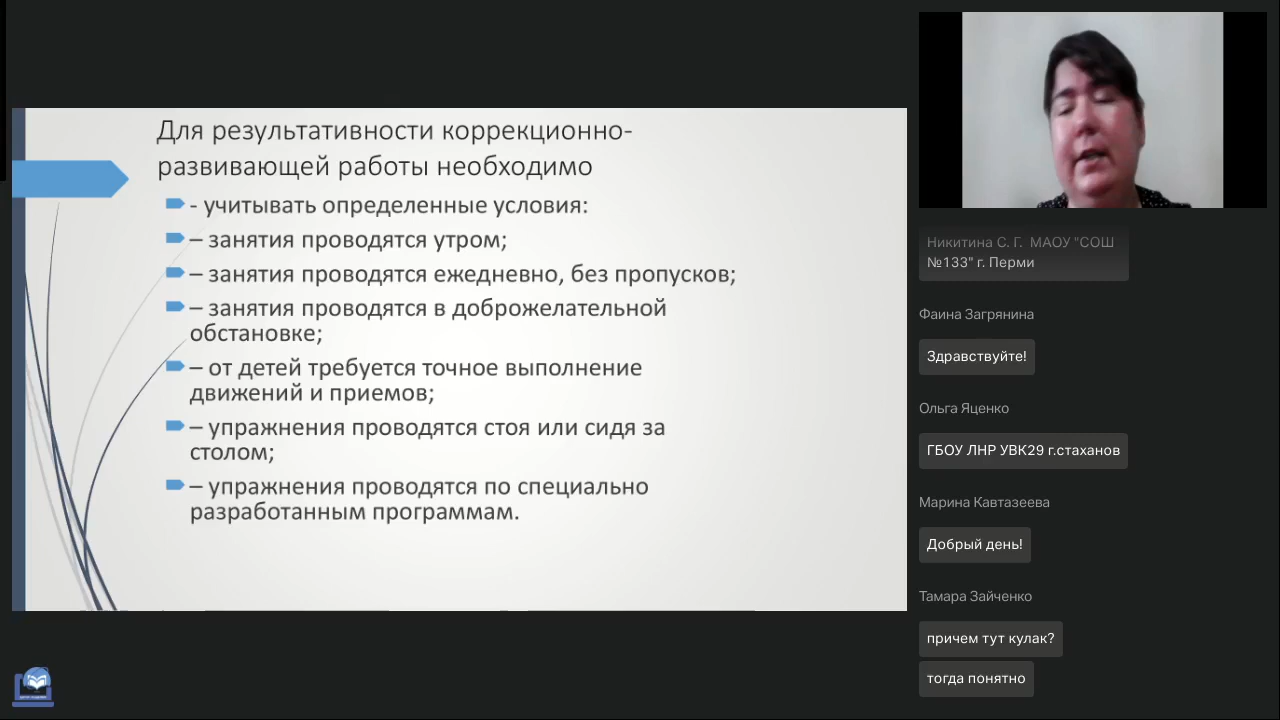 Для результативности коррекционно-
развивающей работы необходимо
- учитывать определенные условия:
– занятия проводятся утром;
– занятия проводятся ежедневно, без пропусков;
– занятия проводятся в доброжелательной
обстановке;
– от детей требуется точное выполнение
движений и приемов;
– упражнения проводятся стоя или сидя за
столом;
– упражнения проводятся по специально
разработанным программам.
Никитина С. Г. МАОУ "СОШ
№133" г. Перми
Фаина Загрянина
Здравствуйте!
Ольга Яценко
ГБОУ ЛНР УВК29 г.стаханов
Марина Кавтазеева
Добрый день!
Тамара Зайченко
причем тут кулак?
тогда понятно